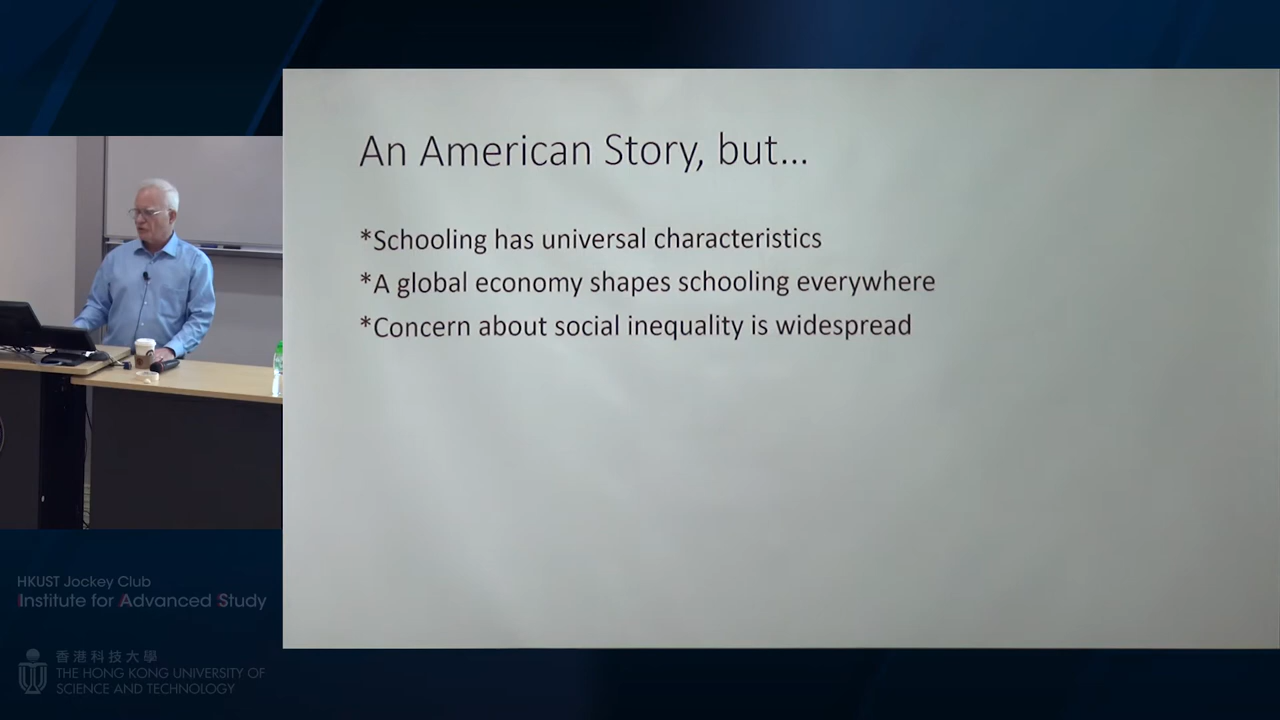 An American Story, but...
*Schooling has universal characteristics
*A global economy shapes schooling everywhere
*Concern about social inequality is widespread
HKUST Jockey Club
Institute for Advanced Study
香港科技大學
THE HONG KONG UNIVERSITY OF
SCIENCE AND TECHNOLOGY